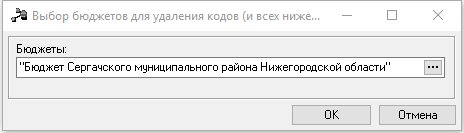 Выбор бюджетов для удаления кодов (и всех ниже...
Бюджеты:
"Бюджет Сергачского муниципального района Нижегородской области" ...
OK Отмена